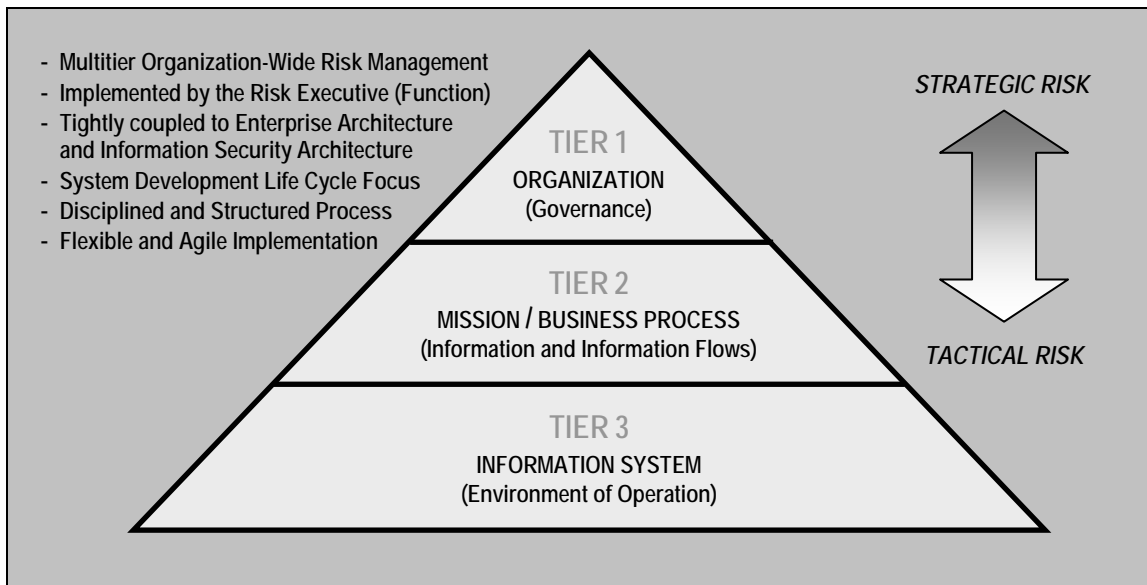 - Multitier Organization-Wide Risk Management
- Implemented by the Risk Executive (Function)
- Tightly coupled to Enterprise Architecture
and Information Security Architecture
- System Development Life Cycle Focus
- Disciplined and Structured Process
- Flexible and Agile Implementation
TIER 1
ORGANIZATION
(Governance)
TIER 2
MISSION / BUSINESS PROCESS
(Information and Information Flows)
TIER 3
INFORMATION SYSTEM
(Environment of Operation)
STRATEGIC RISK
TACTICAL RISK